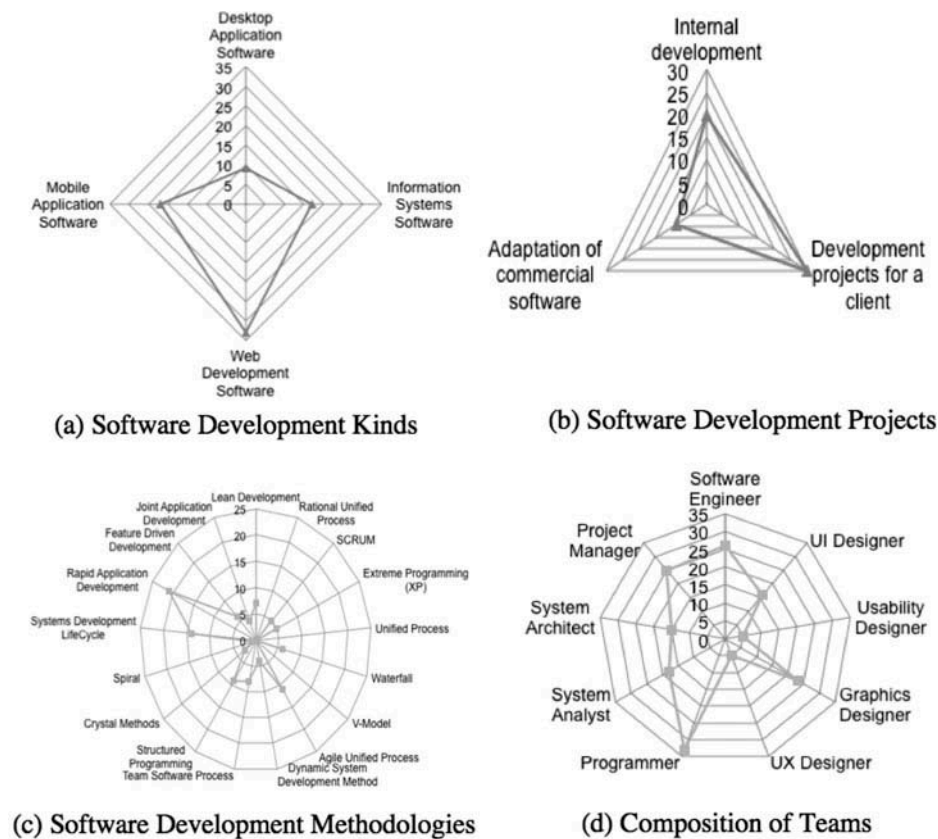 Desktop
Application
Software
35
30
25
20
15
10
5
0
Mobile
Application
Software
Information
Systems
Software
Web
Development
Software
(a) Software Development Kinds
Internal
development
30
25
20
15
10
5
0
Adaptation of
commercial
software
Development
projects for a
client
(b) Software Development Projects
Lean Development
25
20
15
10
5
0
Rational Unified
Process
SCRUM
Extreme Programming
(XP)
Unified Process
Waterfall
V-Model
Agile Unified Process
Dynamic System
Development Method
Team Software Process
Structured
Programming
Crystal Methods
Spiral
Systems Development
LifeCycle
Rapid Application
Development
Feature Driven
Development
Joint Application
Development
(c) Software Development Methodologies
Software
Engineer
35
30
25
20
15
10
5
0
UI Designer
Usability
Designer
Graphics
Designer
UX Designer
Programmer
System
Analyst
System
Architect
Project
Manager
(d) Composition of Teams